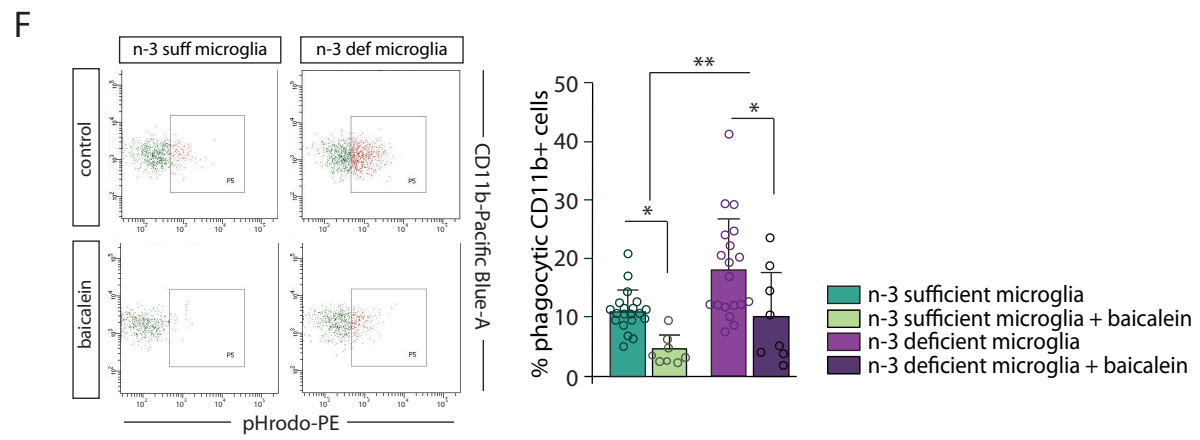 F
n-3 suff microglia
n-3 def microglia
control
baicalein
P5
P5
P5
P5
CD11b-Pacific Blue-A
pHrodo-PE
% phagocytic CD11b+ cells
50
40
30
20
10
0
*
**
*
n-3 sufficient microglia
n-3 sufficient microglia + baicalein
n-3 deficient microglia
n-3 deficient microglia + baicalein